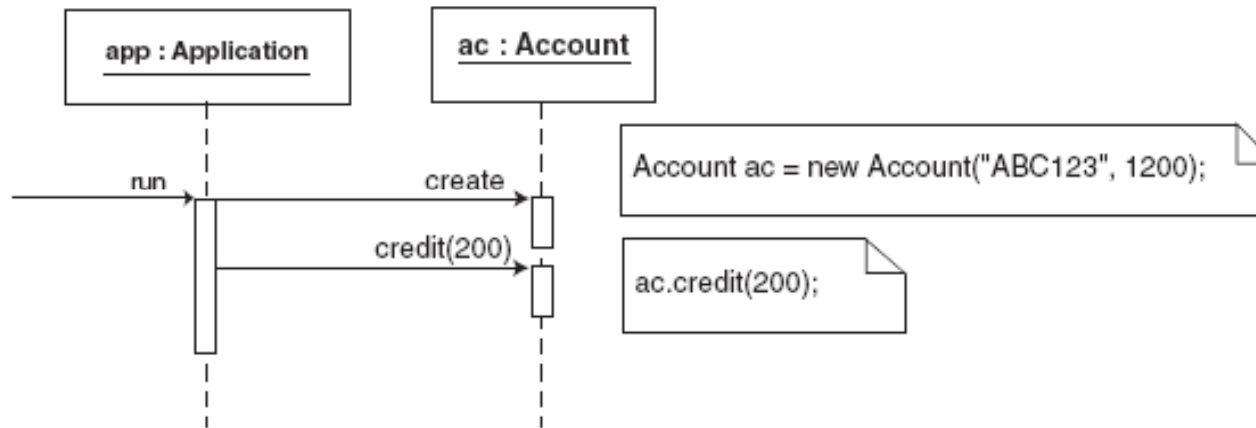 app : Application
ac : Account
Account ac = new Account("ABC123", 1200);
run
create
credit(200)
ac.credit(200);